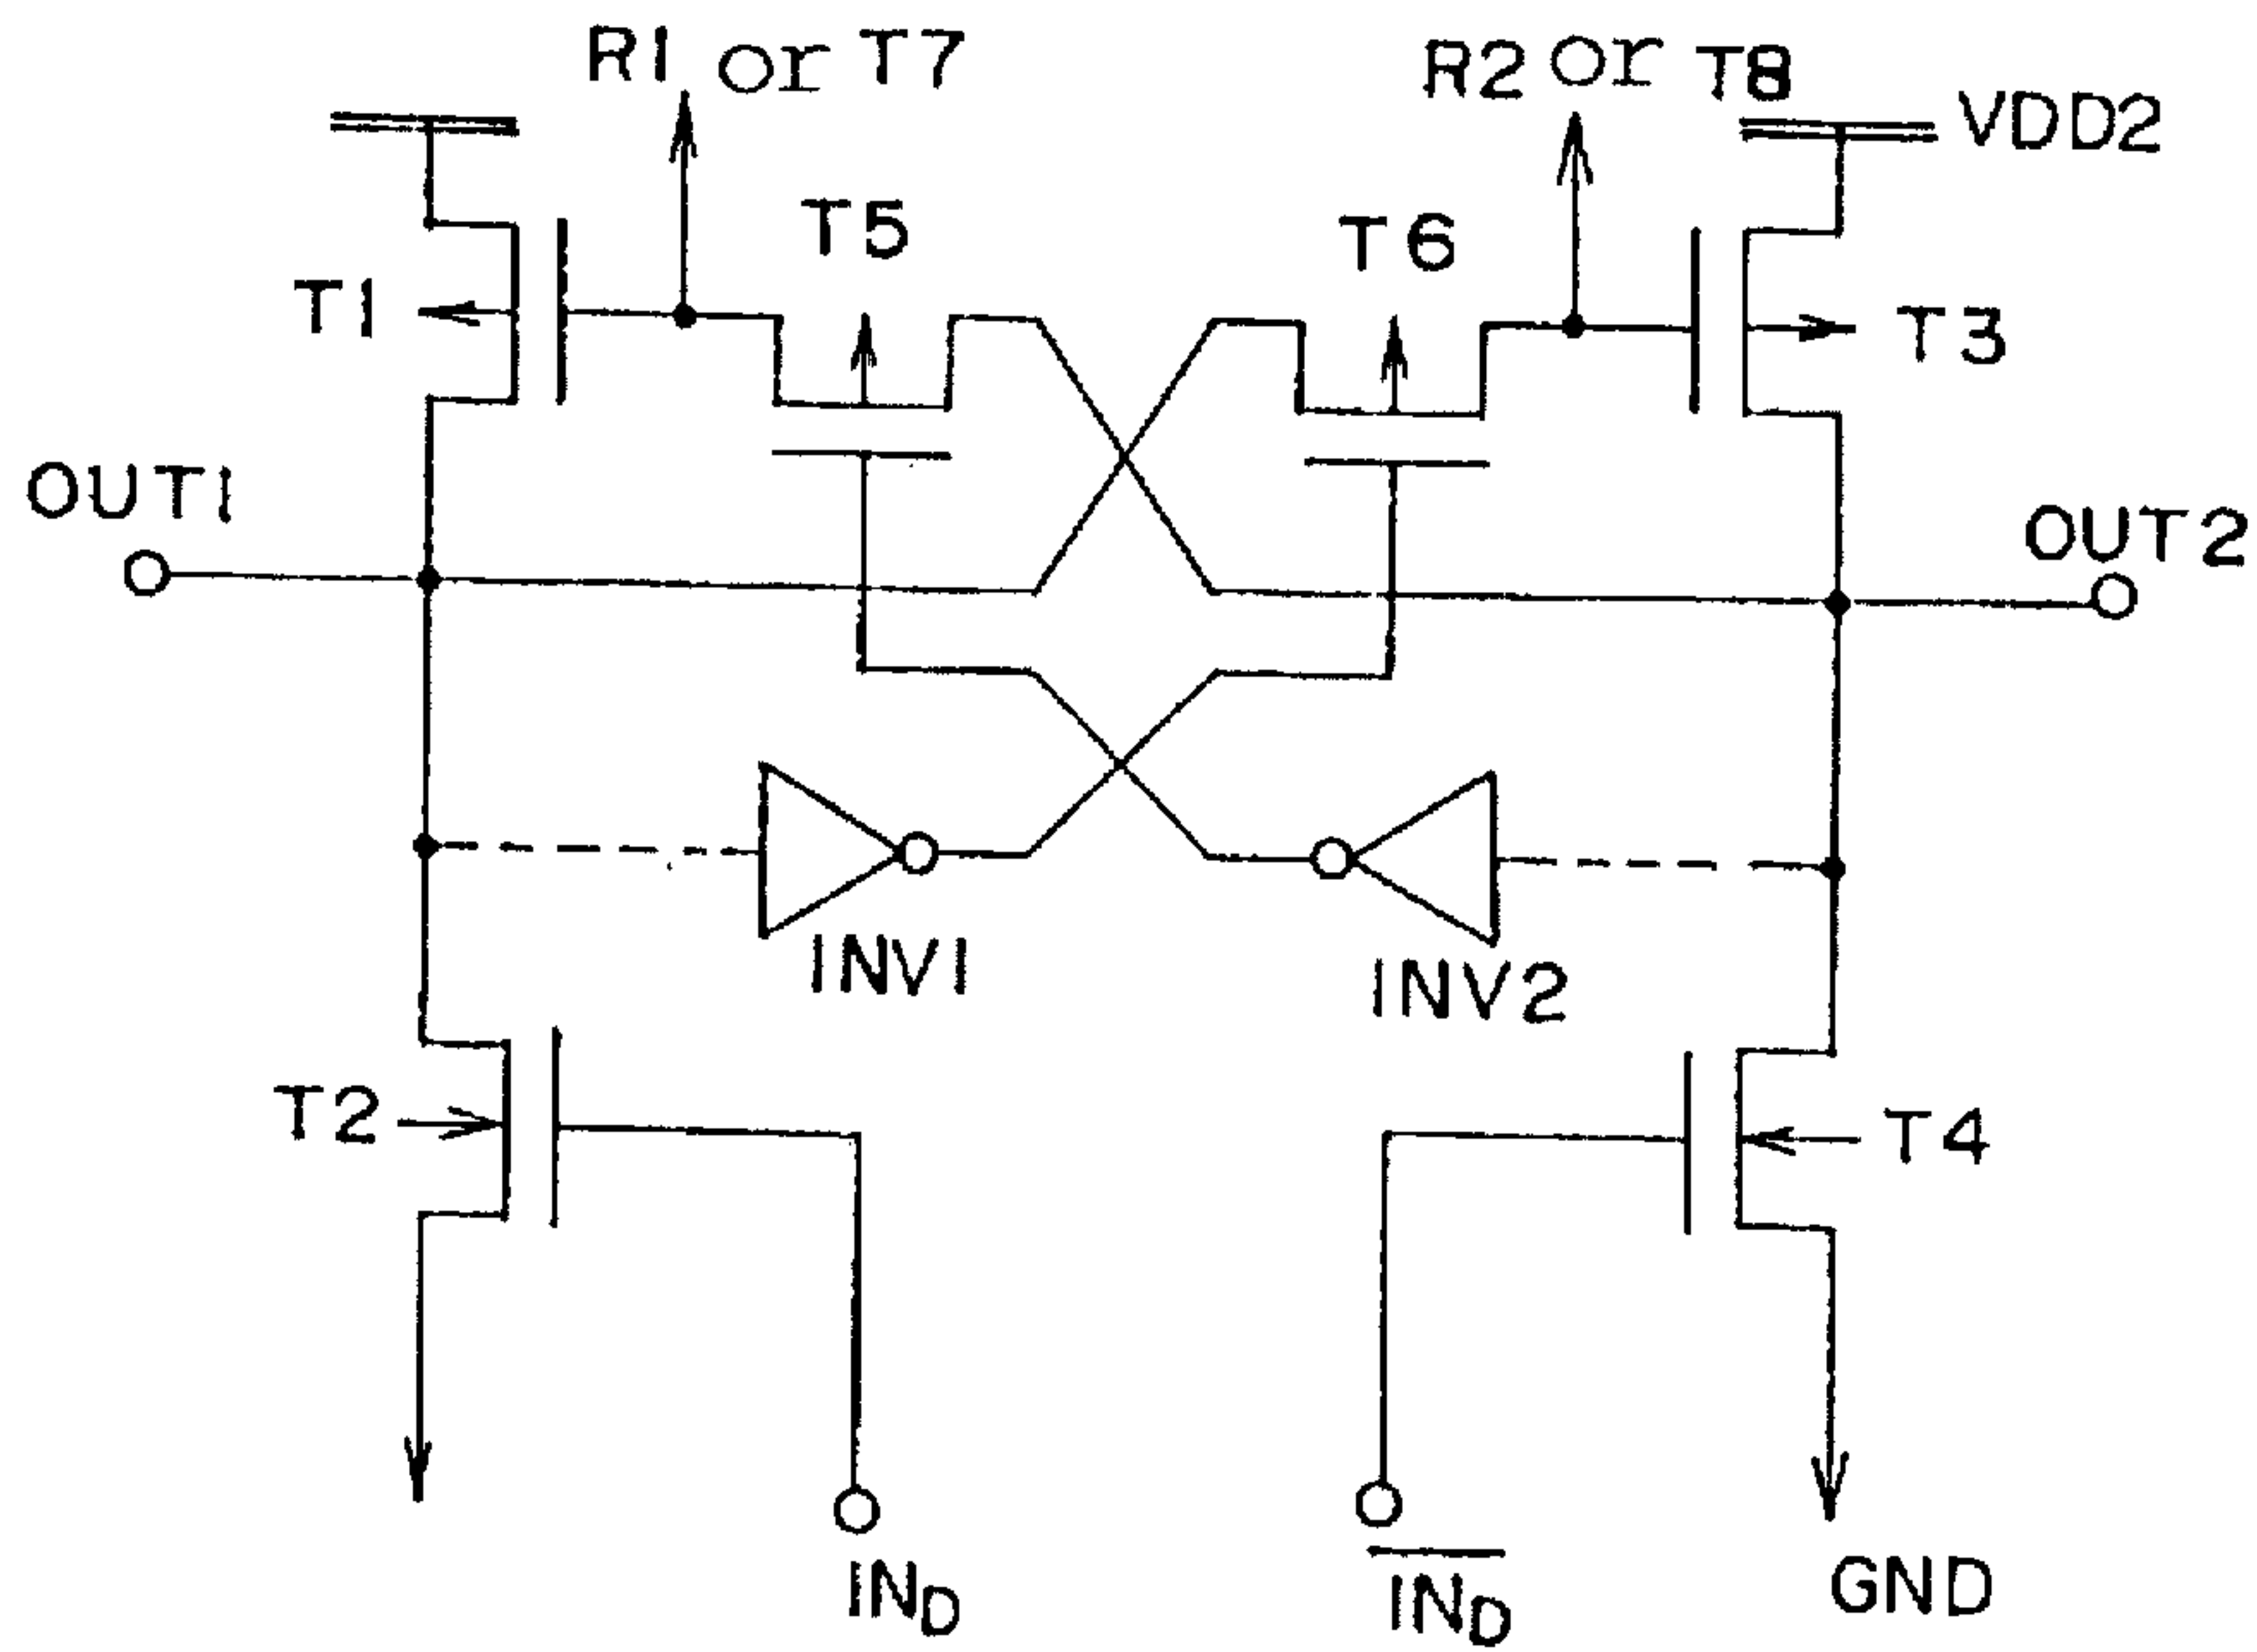 R1 or T7
R2 or T8
VDD2
T5
T6
T1
T3
OUT1
OUT2
INV1
INV2
T2
T4
IND
IND
GND